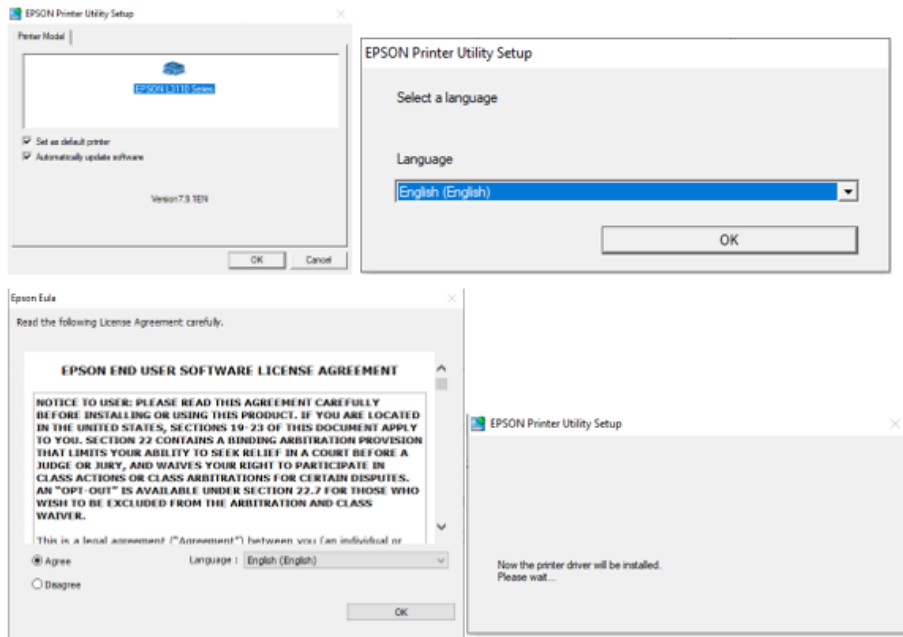 EPSON Printer Utility Setup
Printer Model
EPSON L3110 Series
Set as default printer
Automatically update software
Version7.9.1EN
OK
Cancel
EPSON Printer Utility Setup
Select a language
Language
English (English)
OK
Epson Eula
Read the following License Agreement carefully.
EPSON END USER SOFTWARE LICENSE AGREEMENT
NOTICE TO USER: PLEASE READ THIS AGREEMENT CAREFULLY
BEFORE INSTALLING OR USING THIS PRODUCT. IF YOU ARE LOCATED
IN THE UNITED STATES, SECTIONS 19-23 OF THIS DOCUMENT APPLY
TO YOU. SECTION 22 CONTAINS A BINDING ARBITRATION PROVISION
THAT LIMITS YOUR ABILITY TO SEEK RELIEF IN A COURT BEFORE A
JUDGE OR JURY, AND WAIVES YOUR RIGHT TO PARTICIPATE IN
CLASS ACTIONS OR CLASS ARBITRATIONS FOR CERTAIN DISPUTES.
AN "OPT-OUT" IS AVAILABLE UNDER SECTION 22.7 FOR THOSE WHO
WISH TO BE EXCLUDED FROM THE ARBITRATION AND CLASS
WAIVER.
This is a legal agreement ("Agreement") between you (an individual or
Agree
Language : English (English)
Disagree
OK
EPSON Printer Utility Setup
Now the printer driver will be installed.
Please wait...